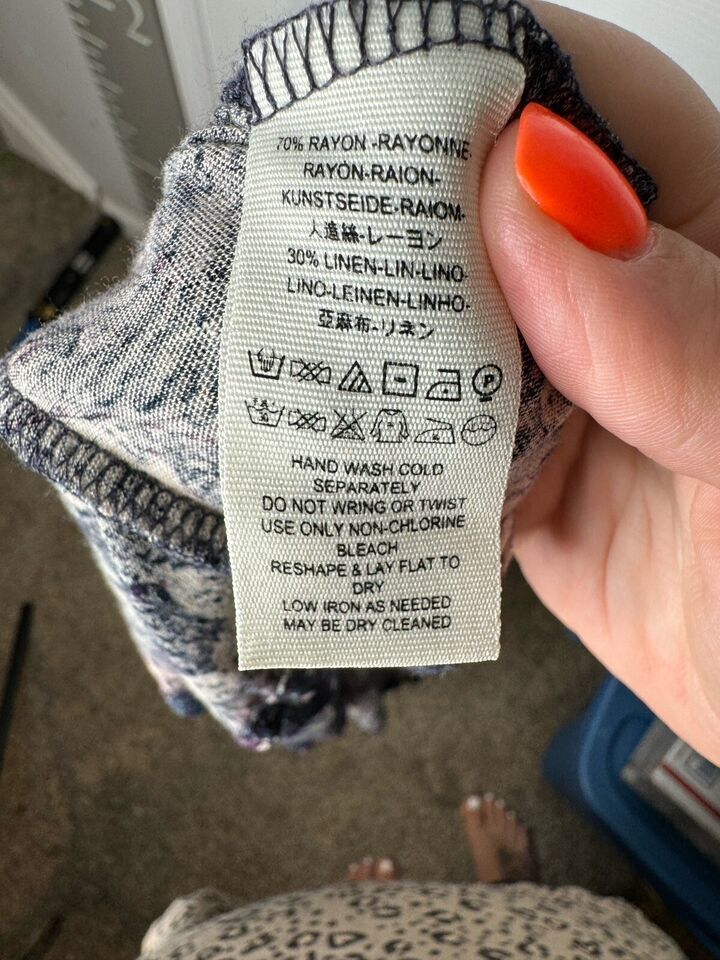 70% RAYON -RAYONNE-
RAYON-RAION-
KUNSTSEIDE-RAIOM-
人造絲-レーヨン
30% LINEN-LIN-LINO-
LINO-LEINEN-LINHO-
亞麻布-リネン
P
HAND WASH COLD
SEPARATELY
DO NOT WRING OR TWIST
USE ONLY NON-CHLORINE
BLEACH
RESHAPE & LAY FLAT TO
DRY
LOW IRON AS NEEDED
MAY BE DRY CLEANED